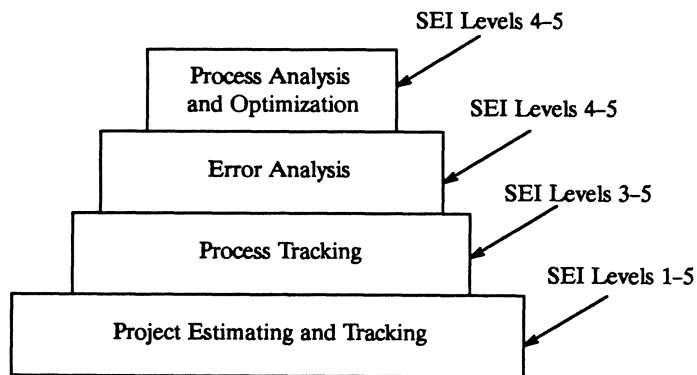 SEI Levels 4–5
Process Analysis
and Optimization
SEI Levels 4–5
Error Analysis
SEI Levels 3–5
Process Tracking
SEI Levels 1–5
Project Estimating and Tracking